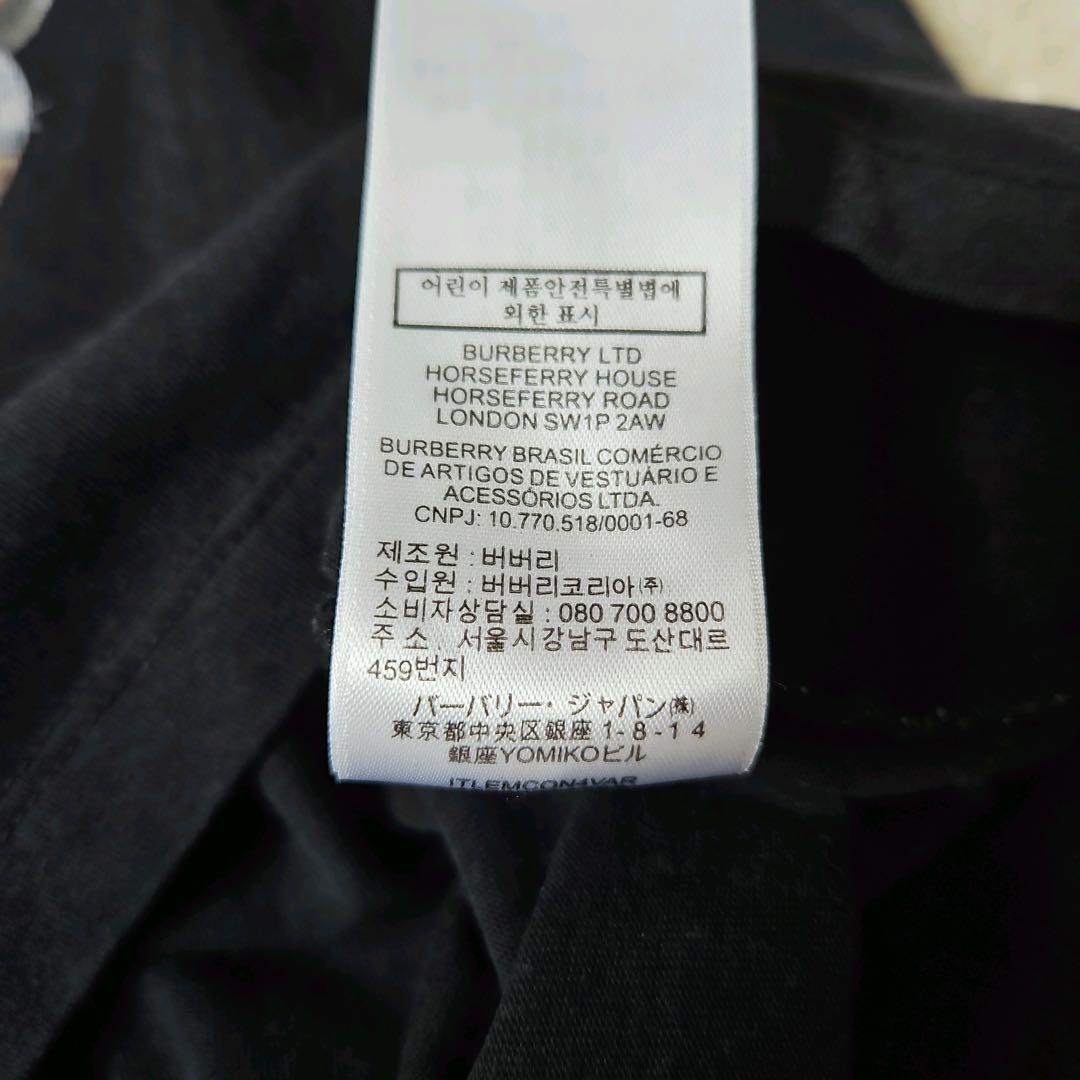 어린이 제품안전특별법에
의한 표시
BURBERRY LTD
HORSEFERRY HOUSE
HORSEFERRY ROAD
LONDON SW1P 2AW
BURBERRY BRASIL COMÉRCIO
DE ARTIGOS DE VESTUÁRIO E
ACESSÓRIOS LTDA.
CNPJ: 10.770.518/0001-68
제조원 : 버버리
수입원 : 버버리코리아(주)
소비자상담실 : 080 700 8800
주 소 . 서울시강남구 도산대르
459번지
バーバリー・ジャパン(株)
東京都中央区銀座 1-8-14
銀座YOMIKOビル